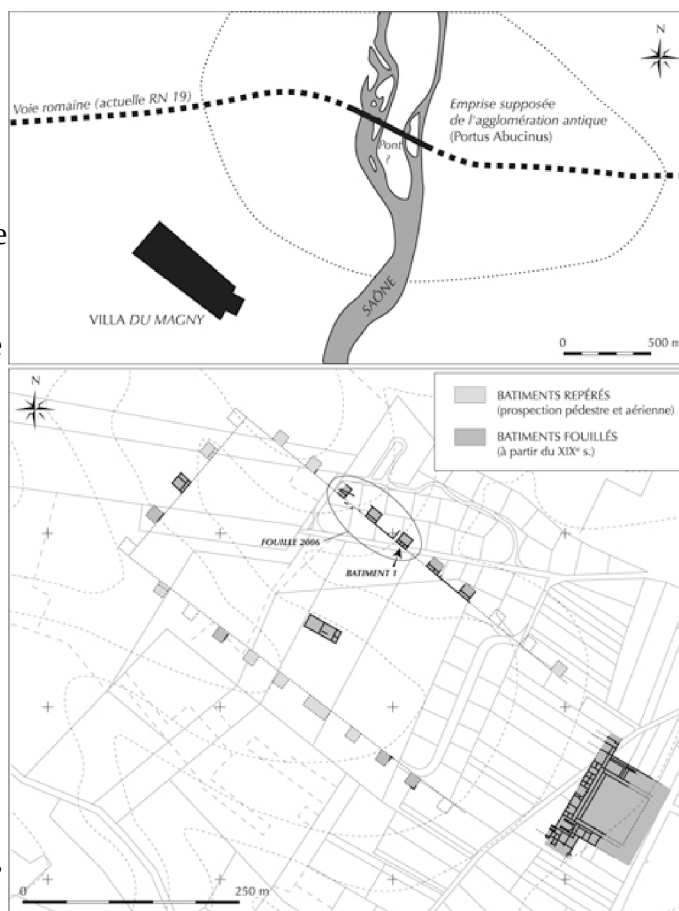 N
Voie romaine (actuelle RN 19)
Emprise supposée
de l'agglomération antique
(Portus Abucinus)
Pont
?
e
VILLA DU MAGNY
SAÔNE
0 500 m
e
N
BATIMENTS REPÉRÉS
(prospection pédestre et aérienne)
BATIMENTS FOUILLÉS
(à partir du XIXe s.)
FOUILLE 2006
BATIMENT 1
,
0 250 m